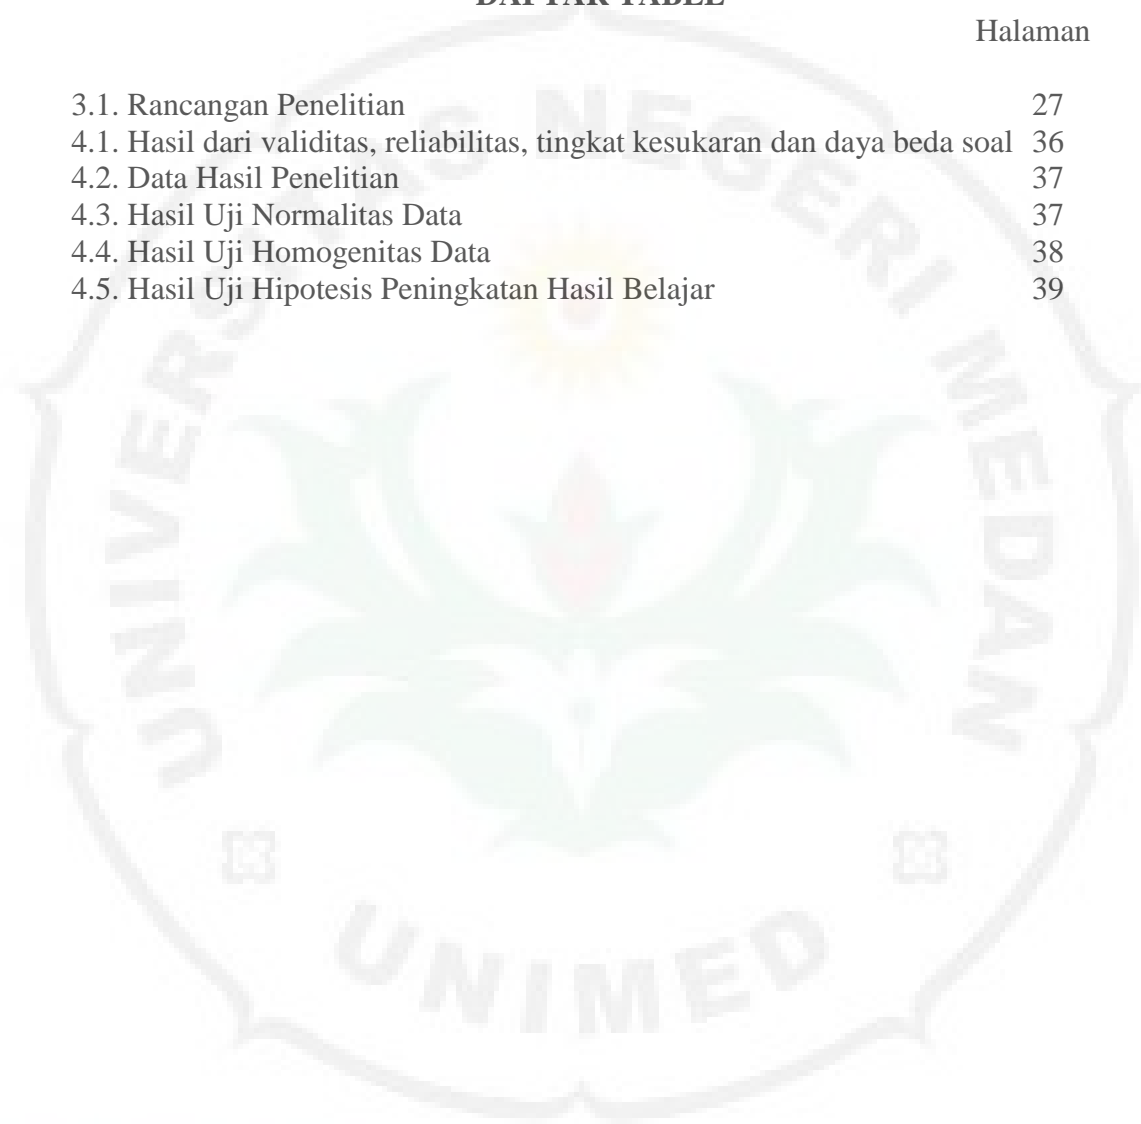 DAFTAR TABEL
Halaman
3.1. Rancangan Penelitian 27
4.1. Hasil dari validitas, reliabilitas, tingkat kesukaran dan daya beda soal 36
4.2. Data Hasil Penelitian 37
4.3. Hasil Uji Normalitas Data 37
4.4. Hasil Uji Homogenitas Data 38
4.5. Hasil Uji Hipotesis Peningkatan Hasil Belajar 39
UNIVERSITAS NEGERI MEDAN
UNIMED